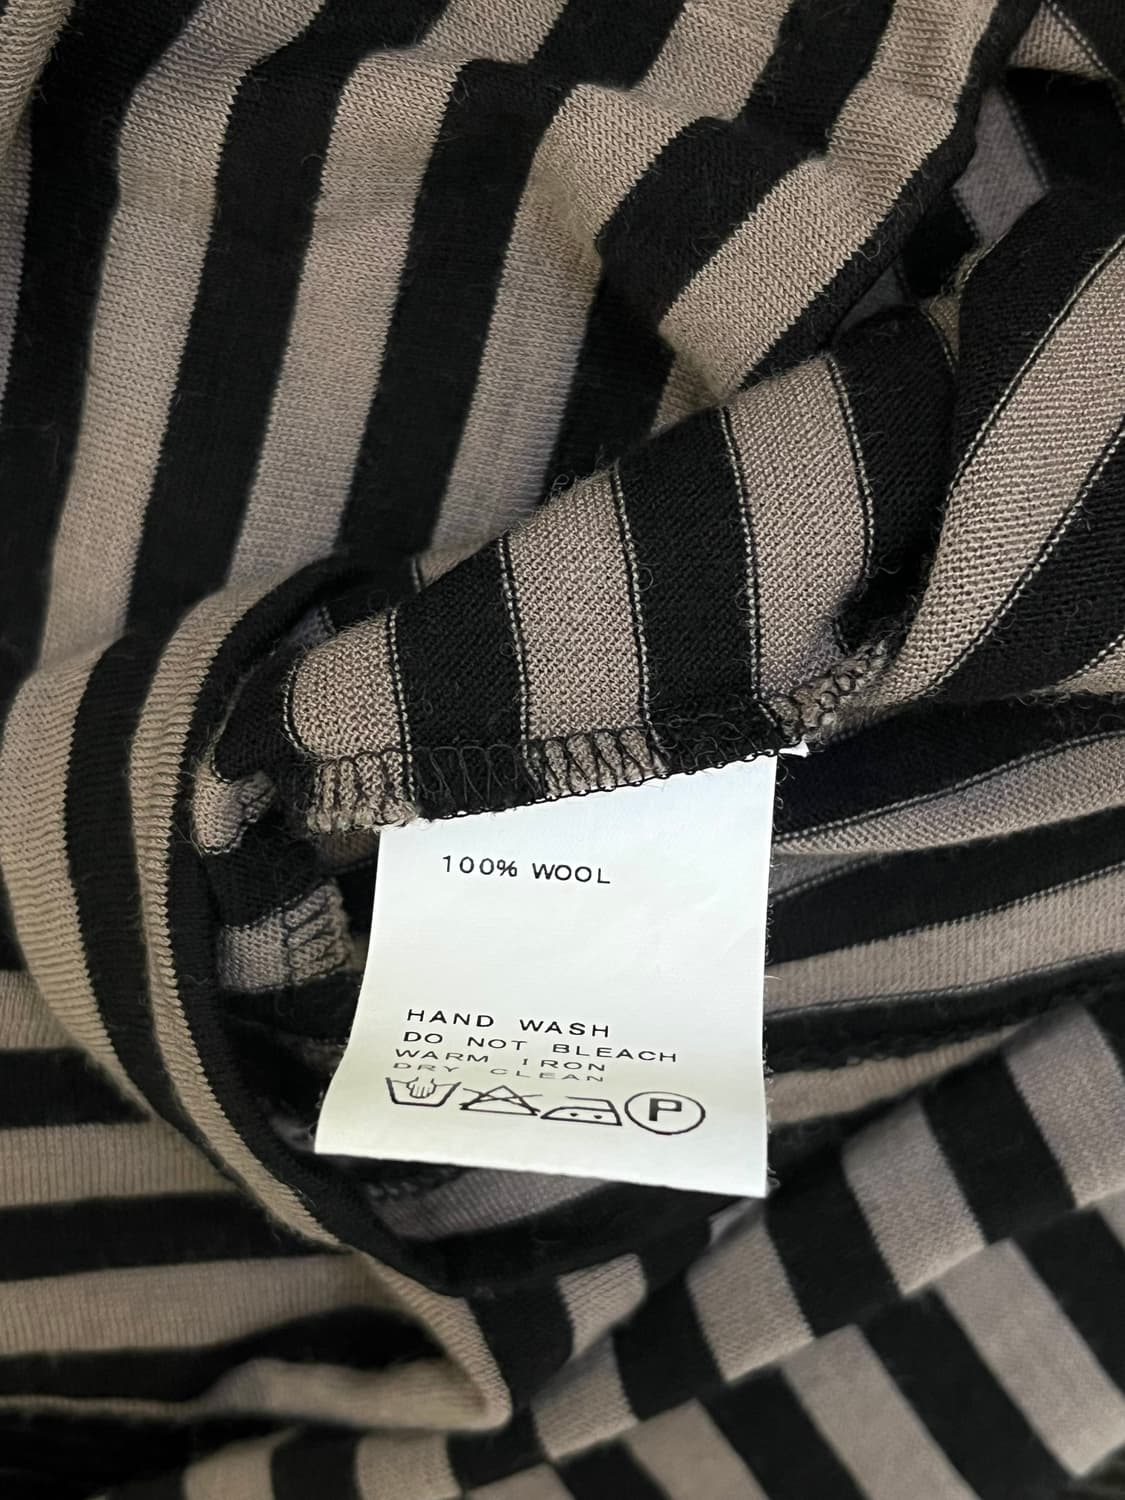 100% WOOL
HAND WASH
DO NOT BLEACH
WARM IRON
DRY CLEAN
P